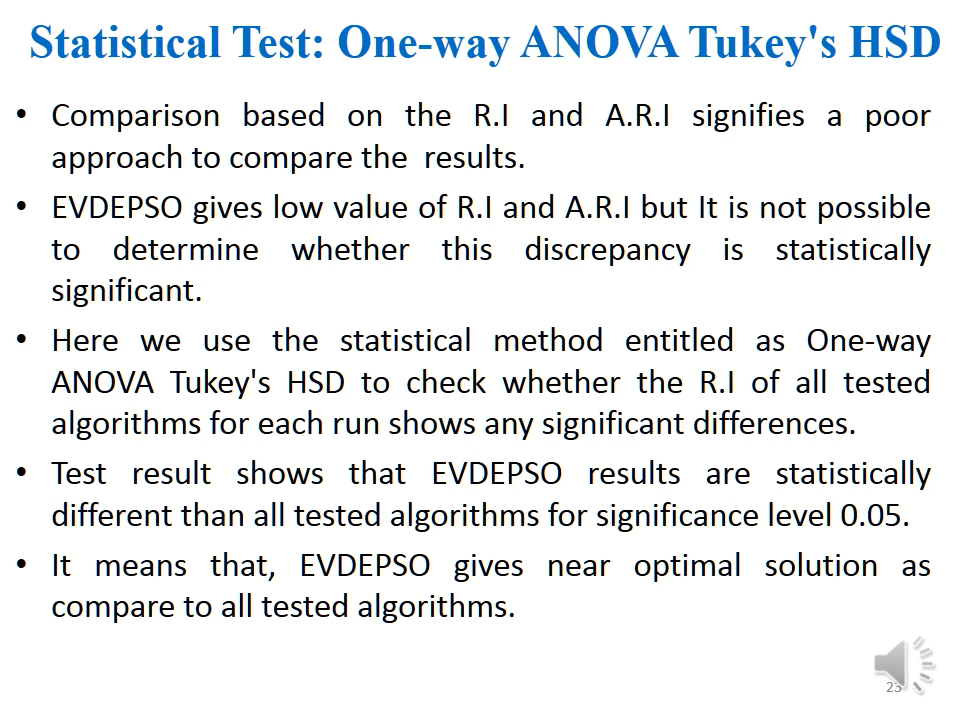 Statistical Test: One-way ANOVA Tukey's HSD
• Comparison based on the R.I and A.R.I signifies a poor
approach to compare the results.
• EVDEPSO gives low value of R.I and A.R.I but It is not possible
to determine whether this discrepancy is statistically
significant.
• Here we use the statistical method entitled as One-way
ANOVA Tukey's HSD to check whether the R.I of all tested
algorithms for each run shows any significant differences.
• Test result shows that EVDEPSO results are statistically
different than all tested algorithms for significance level 0.05.
• It means that, EVDEPSO gives near optimal solution as
compare to all tested algorithms.
23